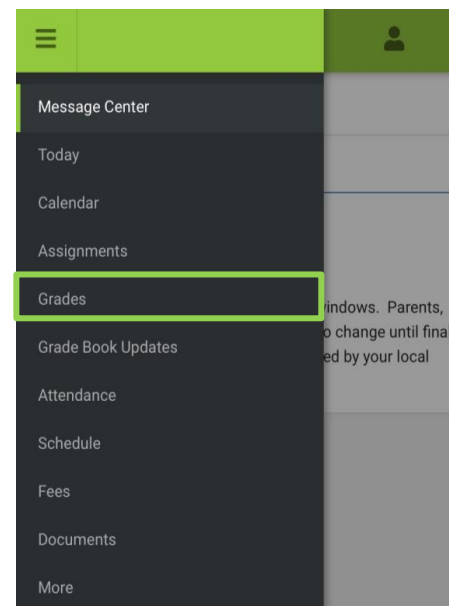 Message Center
Today
Calendar
Assignments
Grades
indows. Parents,
Grade Book Updates
o change until fina
ed by your local
Attendance
Schedule
Fees
Documents
More